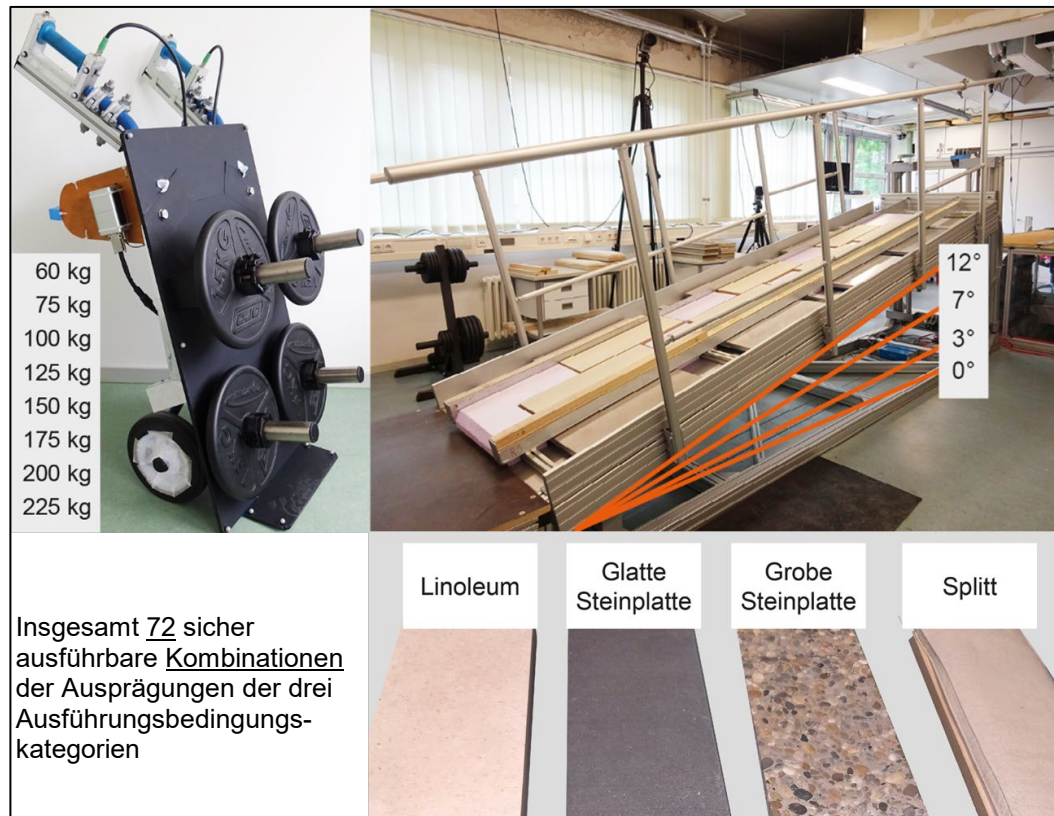 60 kg
75 kg
100 kg
125 kg
150 kg
175 kg
200 kg
225 kg
12°
7°
3°
0°
Insgesamt 72 sicher
ausführbare Kombinationen
der Ausprägungen der drei
Ausführungsbedingungs-
kategorien
Linoleum
Glatte
Steinplatte
Grobe
Steinplatte
Splitt